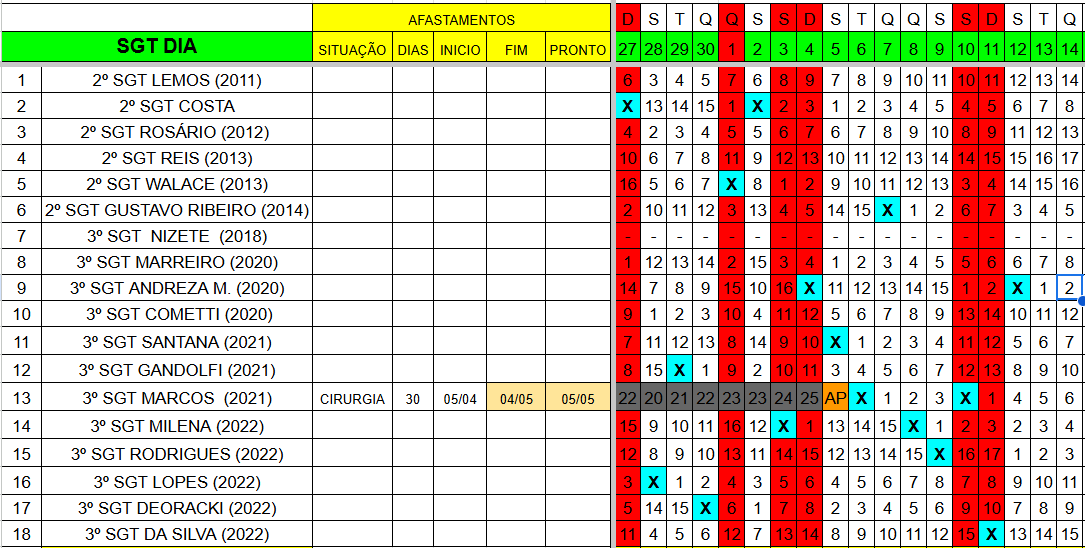 AFASTAMENTOS D S T Q Q S S D S T Q Q S S D S T Q
SGT DIA SITUAÇÃO DIAS INICIO FIM PRONTO 27 28 29 30 1 2 3 4 5 6 7 8 9 10 11 12 13 14
1 2º SGT LEMOS (2011) 6 3 4 5 7 6 8 9 7 8 9 10 11 10 11 12 13 14
2 2º SGT COSTA X 13 14 15 1 X 2 3 1 2 3 4 5 4 5 6 7 8
3 2º SGT ROSÁRIO (2012) 4 2 3 4 5 5 6 7 6 7 8 9 10 8 9 11 12 13
4 2º SGT REIS (2013) 10 6 7 8 11 9 12 13 10 11 12 13 14 14 15 15 16 17
5 2º SGT WALACE (2013) 16 5 6 7 X 8 1 2 9 10 11 12 13 3 4 14 15 16
6 2º SGT GUSTAVO RIBEIRO (2014) 2 10 11 12 3 13 4 5 14 15 X 1 2 6 7 3 4 5
7 3º SGT NIZETE (2018) - - - - - - - - - - - - - - - - - -
8 3º SGT MARREIRO (2020) 1 12 13 14 2 15 3 4 1 2 3 4 5 5 6 6 7 8
9 3º SGT ANDREZA M. (2020) 14 7 8 9 15 10 16 X 11 12 13 14 15 1 2 X 1 2
10 3º SGT COMETTI (2020) 9 1 2 3 10 4 11 12 5 6 7 8 9 13 14 10 11 12
11 3º SGT SANTANA (2021) 7 11 12 13 8 14 9 10 X 1 2 3 4 11 12 5 6 7
12 3º SGT GANDOLFI (2021) 8 15 X 1 9 2 10 11 3 4 5 6 7 12 13 8 9 10
13 3º SGT MARCOS (2021) CIRURGIA 30 05/04 04/05 05/05 22 20 21 22 23 23 24 25 AP X 1 2 3 X 1 4 5 6
14 3º SGT MILENA (2022) 15 9 10 11 16 12 X 1 13 14 15 X 1 2 3 2 3 4
15 3º SGT RODRIGUES (2022) 12 8 9 10 13 11 14 15 12 13 14 15 X 16 17 1 2 3
16 3º SGT LOPES (2022) 3 X 1 2 4 3 5 6 4 5 6 7 8 7 8 9 10 11
17 3º SGT DEORACKI (2022) 5 14 15 X 6 1 7 8 2 3 4 5 6 9 10 7 8 9
18 3º SGT DA SILVA (2022) 11 4 5 6 12 7 13 14 8 9 10 11 12 15 X 13 14 15